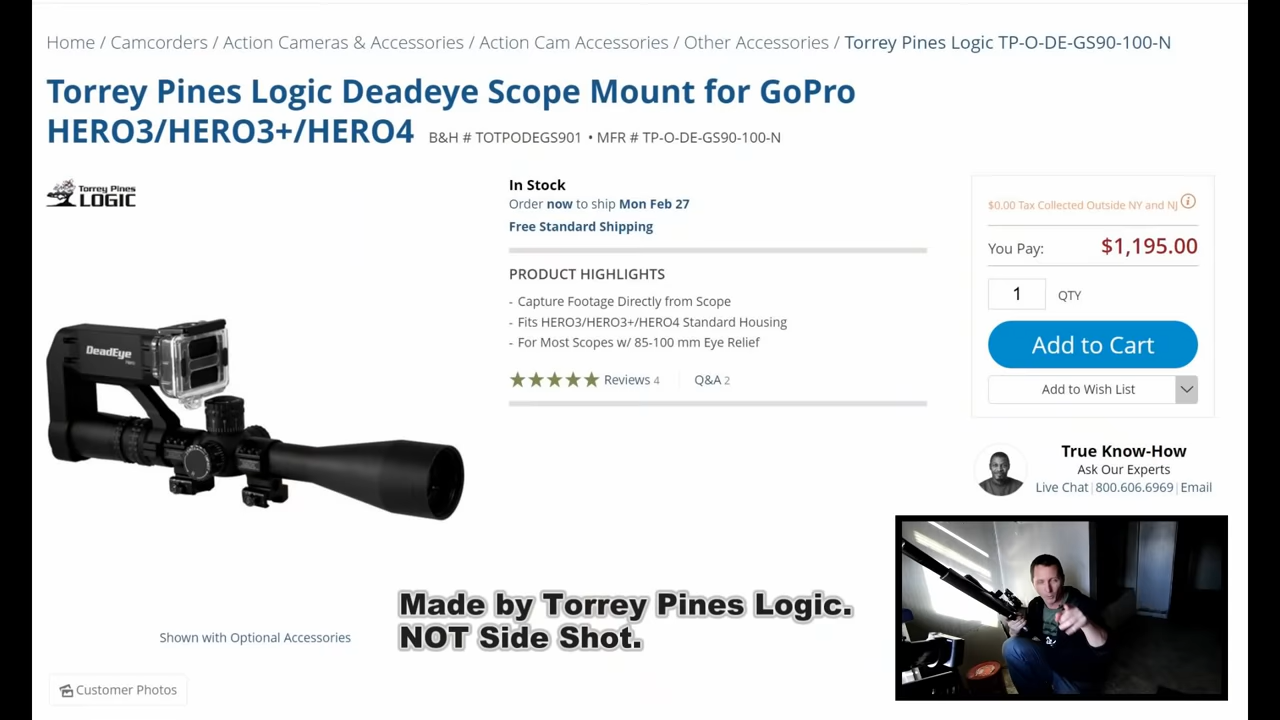 Home / Camcorders / Action Cameras & Accessories / Action Cam Accessories / Other Accessories / Torrey Pines Logic TP-O-DE-GS90-100-N
Torrey Pines Logic Deadeye Scope Mount for GoPro
HERO3/HERO3+/HERO4 B&H # TOTPODEGS901 • MFR # TP-O-DE-GS90-100-N
Torrey Pines
LOGIC
In Stock
Order now to ship Mon Feb 27
Free Standard Shipping
PRODUCT HIGHLIGHTS
- Capture Footage Directly from Scope
- Fits HERO3/HERO3+/HERO4 Standard Housing
- For Most Scopes w/ 85-100 mm Eye Relief
Reviews 4 Q&A 2
$0.00 Tax Collected Outside NY and NJ i
You Pay: $1,195.00
1 QTY
Add to Cart
Add to Wish List
True Know-How
Ask Our Experts
Live Chat | 800.606.6969 | Email
DeadEye
Made by Torrey Pines Logic.
NOT Side Shot.
Shown with Optional Accessories
Customer Photos